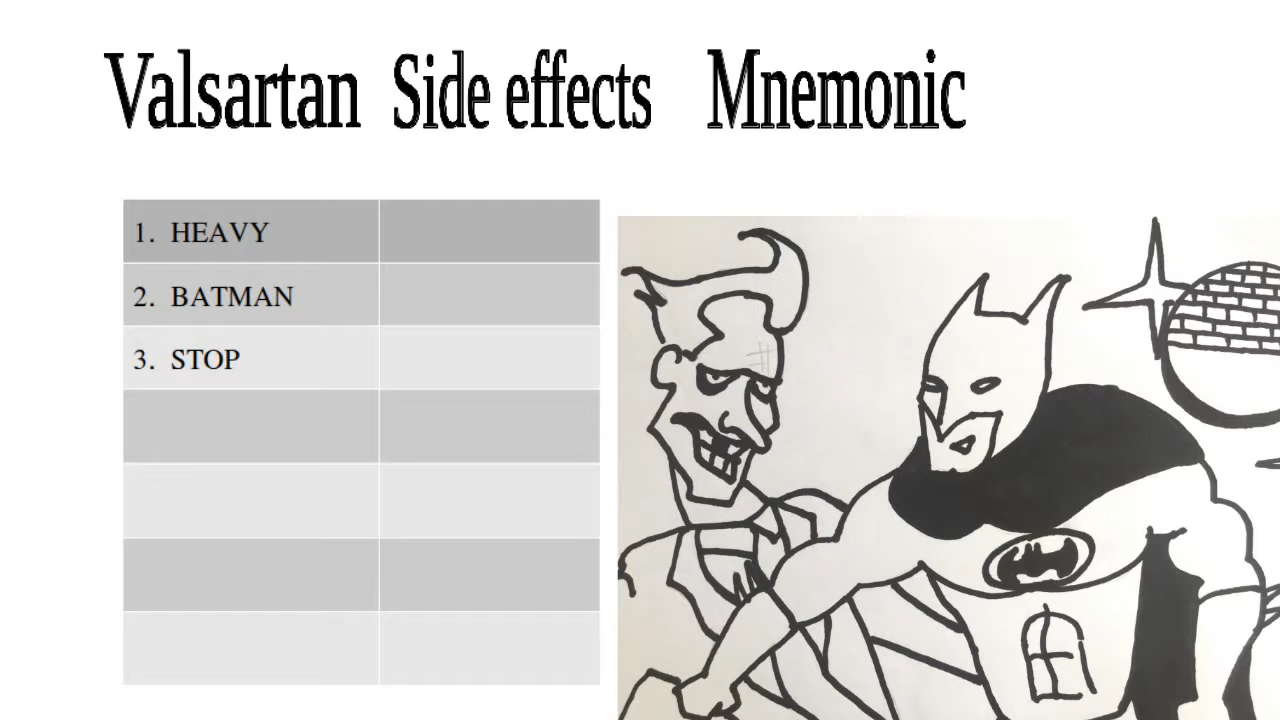 Valsartan Side effects Mnemonic
1. HEAVY
2. BATMAN
3. STOP